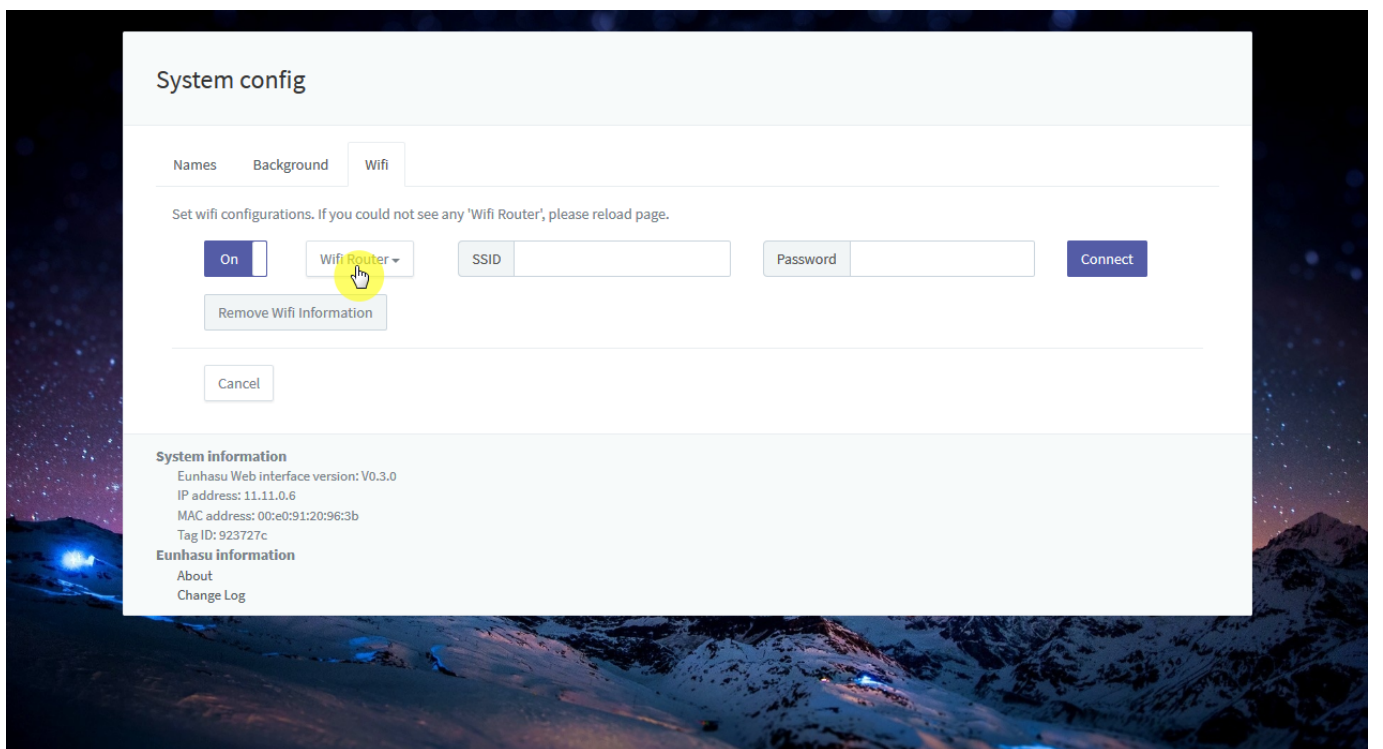 System config
Names Background Wifi
Set wifi configurations. If you could not see any 'Wifi Router', please reload page.
On Wifi Router SSID Password Connect
Remove Wifi Information
Cancel
System information
Eunhasu Web interface version: V0.3.0
IP address: 11.11.0.6
MAC address: 00:e0:91:20:96:3b
Tag ID: 923727c
Eunhasu information
About
Change Log